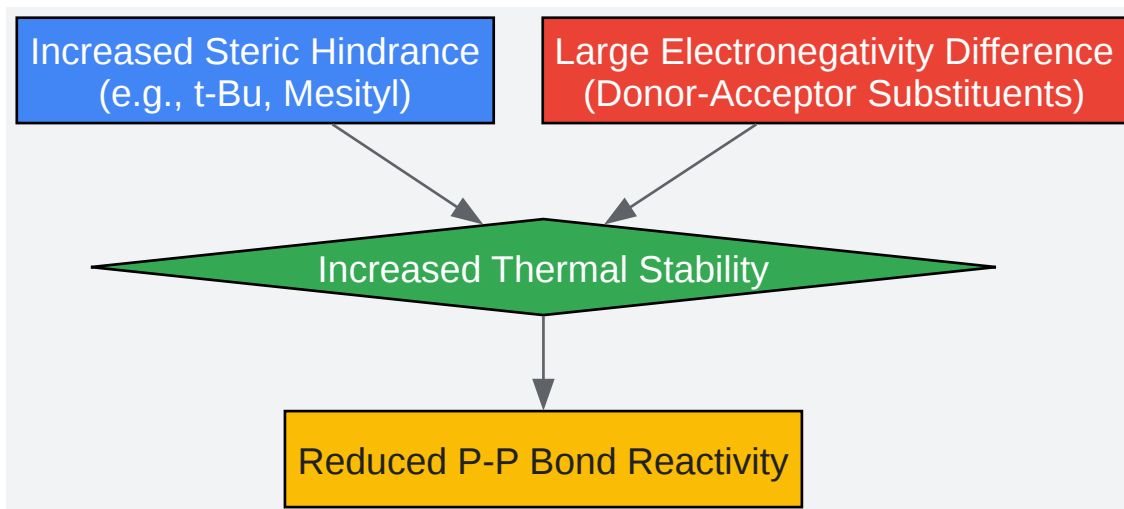 Increased Steric Hindrance
(e.g., t-Bu, Mesityl)
Large Electronegativity Difference
(Donor-Acceptor Substituents)
Increased Thermal Stability
Reduced P-P Bond Reactivity